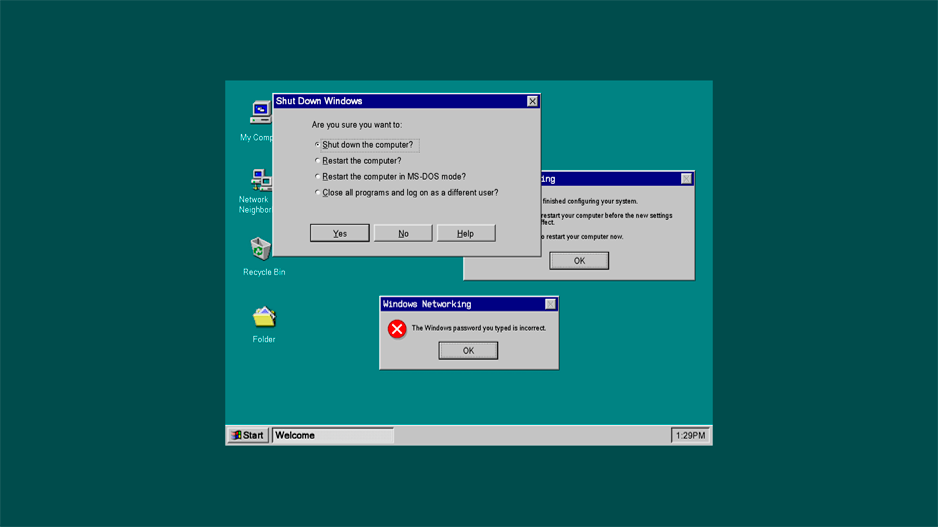 Shut Down Windows
Are you sure you want to:
Shut down the computer?
Restart the computer?
Restart the computer in MS-DOS mode?
Close all programs and log on as a different user?
Yes
No
Help
My Comp
Network
Neighbor
Recycle Bin
Folder
ing
finished configuring your system.
restart your computer before the new settings
ffect.
o restart your computer now.
OK
Windows Networking
The Windows password you typed is incorrect.
OK
Start
Welcome
1:29PM